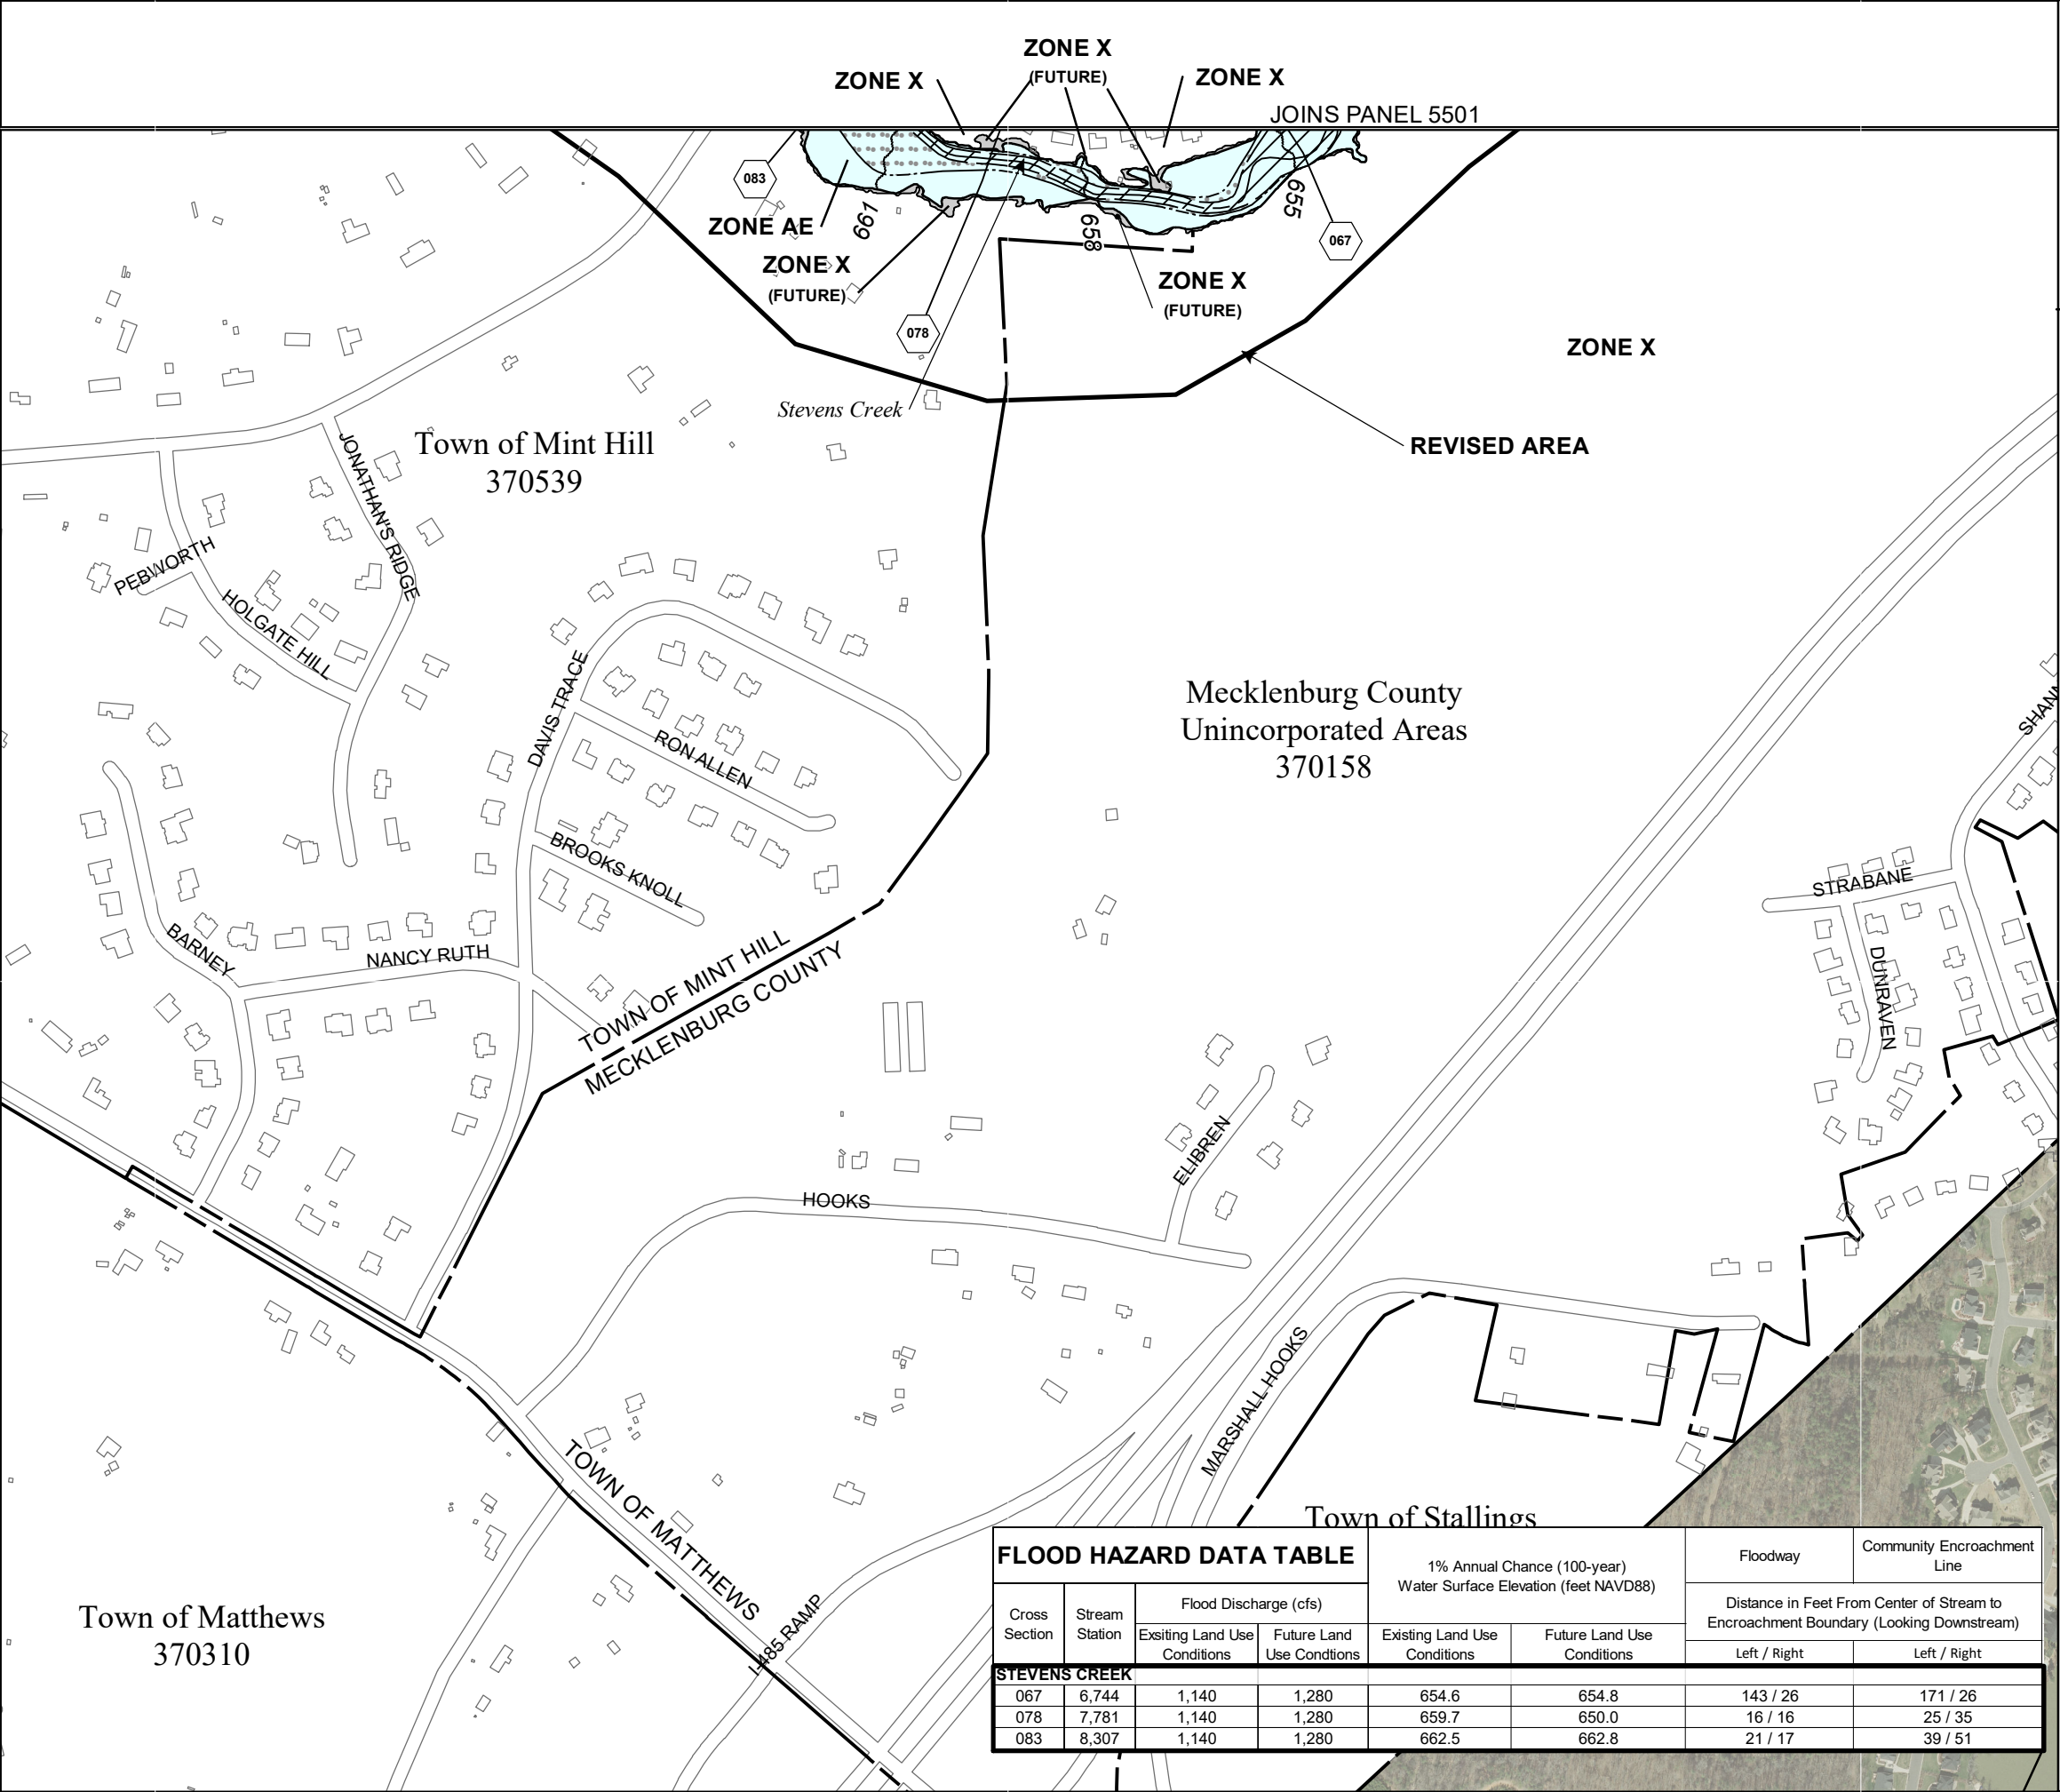 ZONE X
ZONE X
(FUTURE)
ZONE X
JOINS PANEL 5501
083
ZONE AE
661
658
655
067
ZONE X
(FUTURE)
078
ZONE X
(FUTURE)
ZONE X
Stevens Creek
REVISED AREA
Town of Mint Hill
370539
JONATHAN'S RIDGE
PEBWORTH
HOLGATE HILL
DAVIS TRACE
RON ALLEN
BROOKS KNOLL
Mecklenburg County
Unincorporated Areas
370158
SHANN
STRABANE
DUNRAVEN
BARNEY
NANCY RUTH
TOWN OF MINT HILL
MECKLENBURG COUNTY
ELIBREN
HOOKS
MARSHALL HOOKS
TOWN OF MATTHEWS
I-485 RAMP
Town of Matthews
370310
Town of Stallings
FLOOD HAZARD DATA TABLE
1% Annual Chance (100-year)
Water Surface Elevation (feet NAVD88)
Floodway
Community Encroachment
Line
Cross
Section
Stream
Station
Flood Discharge (cfs)
Distance in Feet From Center of Stream to
Encroachment Boundary (Looking Downstream)
Exsiting Land Use
Conditions
Future Land
Use Condtions
Existing Land Use
Conditions
Future Land Use
Conditions
Left / Right
Left / Right
STEVENS CREEK
067 6,744 1,140 1,280 654.6 654.8 143 / 26 171 / 26
078 7,781 1,140 1,280 659.7 650.0 16 / 16 25 / 35
083 8,307 1,140 1,280 662.5 662.8 21 / 17 39 / 51